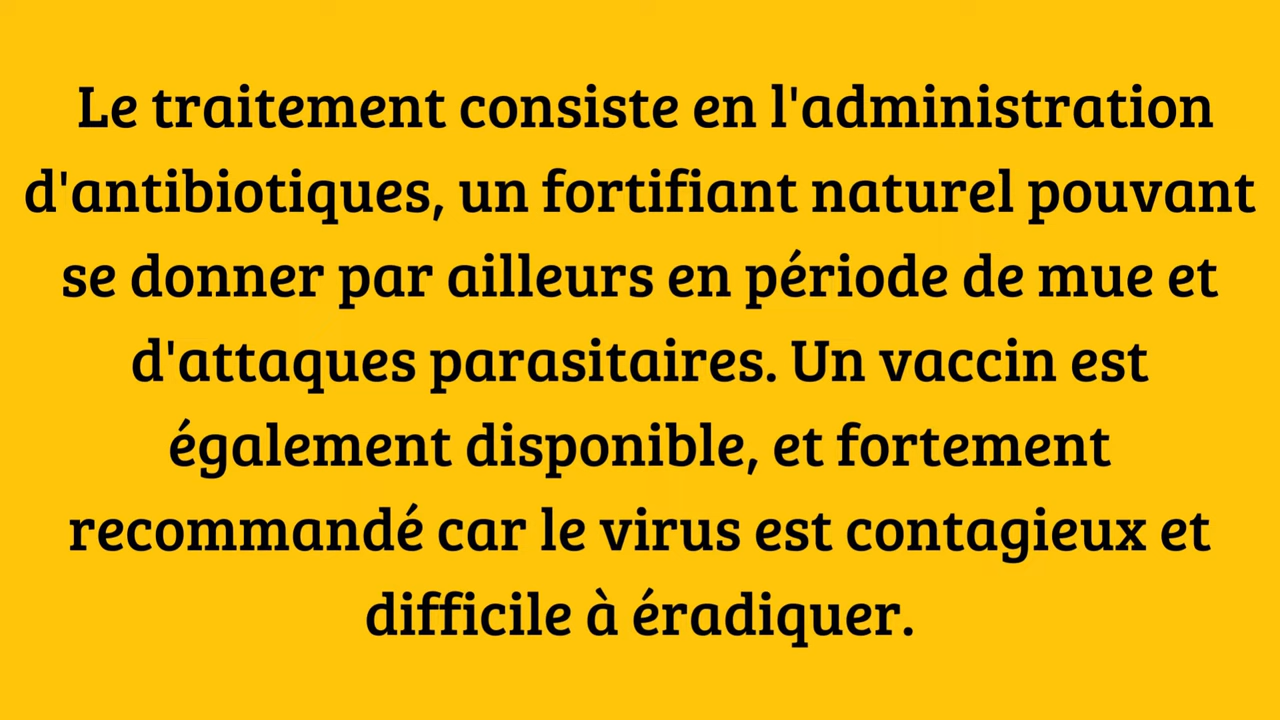 Le traitement consiste en l'administration
d'antibiotiques, un fortifiant naturel pouvant
se donner par ailleurs en période de mue et
d'attaques parasitaires. Un vaccin est
également disponible, et fortement
recommandé car le virus est contagieux et
difficile à éradiquer.